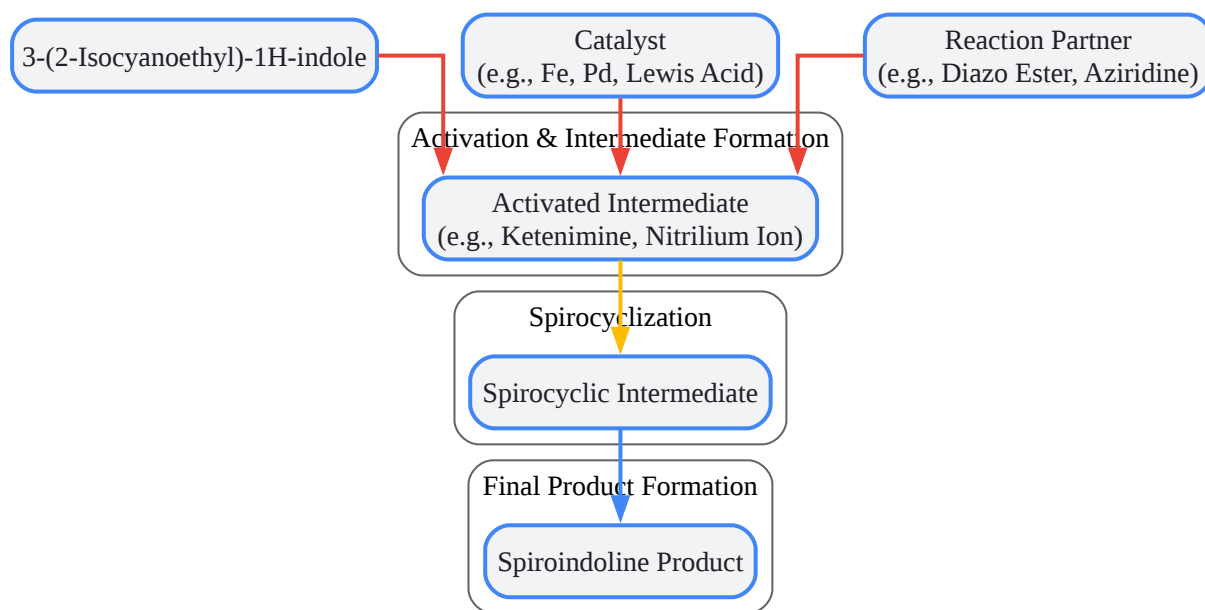 3-(2-Isocyanoethyl)-1H-indole
Catalyst
(e.g., Fe, Pd, Lewis Acid)
Reaction Partner
(e.g., Diazo Ester, Aziridine)
Activation & Intermediate Formation
Activated Intermediate
(e.g., Ketenimine, Nitrilium Ion)
Spirocyclization
Spirocyclic Intermediate
Final Product Formation
Spiroindoline Product